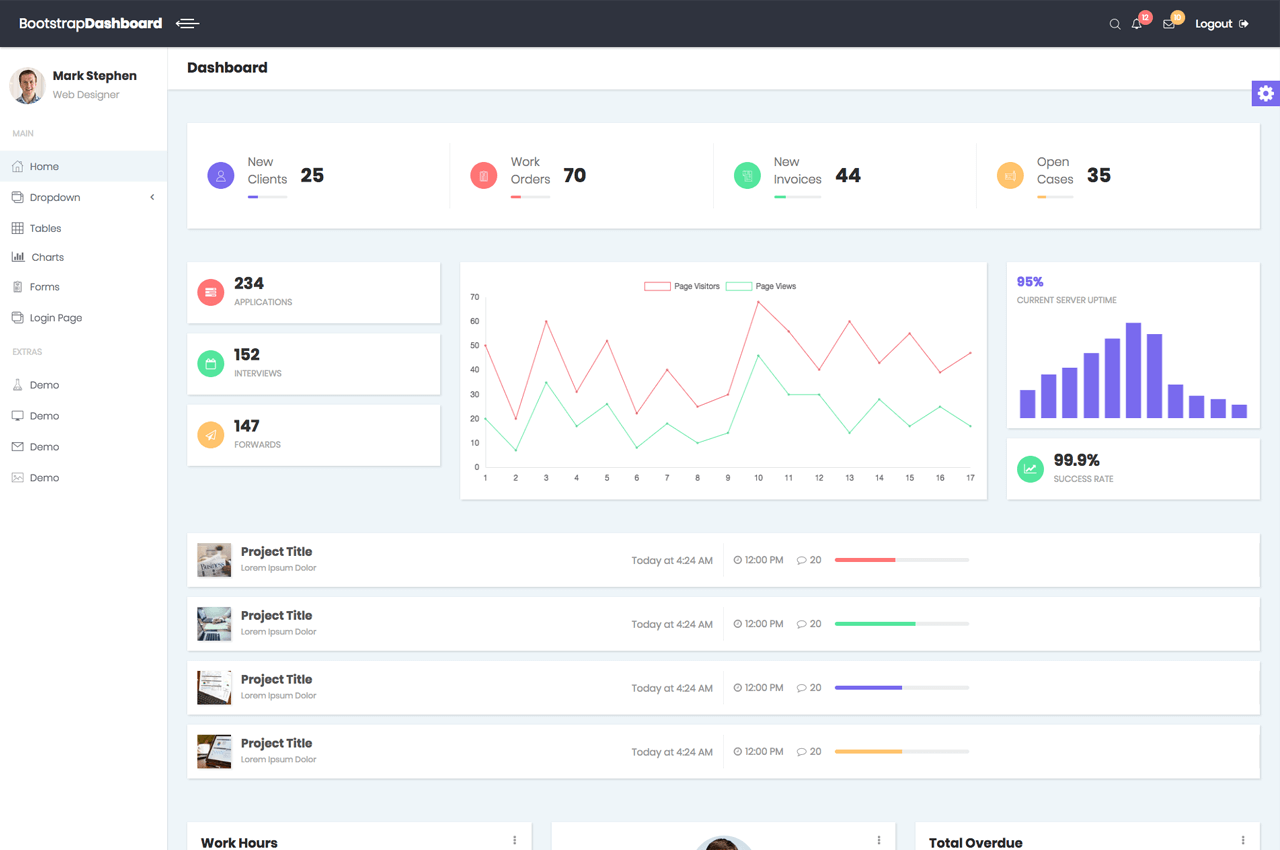 BootstrapDashboard
12
10
Logout
Mark Stephen
Web Designer
MAIN
Home
Dropdown
Tables
Charts
Forms
Login Page
EXTRAS
Demo
Demo
Demo
Demo
Dashboard
New
Clients
25
Work
Orders
70
New
Invoices
44
Open
Cases
35
234
APPLICATIONS
152
INTERVIEWS
147
FORWARDS
Page Visitors Page Views
70
60
50
40
30
20
10
0
1 2 3 4 5 6 7 8 9 10 11 12 13 14 15 16 17
95%
CURRENT SERVER UPTIME
99.9%
SUCCESS RATE
Project Title
Lorem Ipsum Dolor
Today at 4:24 AM 12:00 PM 20
Project Title
Lorem Ipsum Dolor
Today at 4:24 AM 12:00 PM 20
Project Title
Lorem Ipsum Dolor
Today at 4:24 AM 12:00 PM 20
Project Title
Lorem Ipsum Dolor
Today at 4:24 AM 12:00 PM 20
Work Hours
Total Overdue